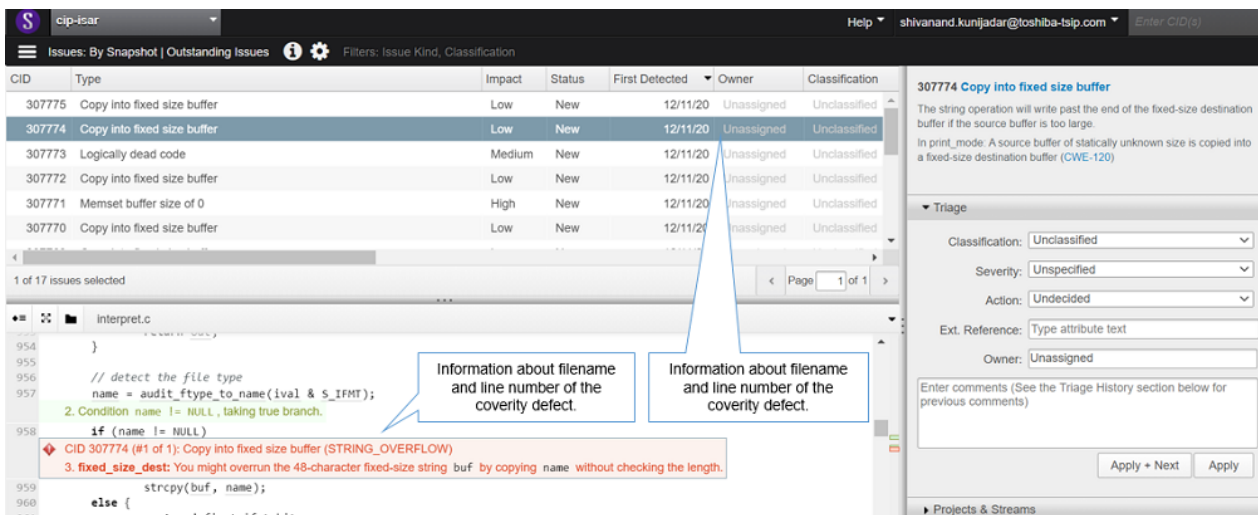 S cip-isar Help shivanand.kunijadar@toshiba-tsip.com Enter CID(s)
Issues: By Snapshot | Outstanding Issues Filters: Issue Kind, Classification
CID Type Impact Status First Detected Owner Classification
307775 Copy into fixed size buffer Low New 12/11/20 Unassigned Unclassified
307774 Copy into fixed size buffer Low New 12/11/20 Unassigned Unclassified
307773 Logically dead code Medium New 12/11/20 Unassigned Unclassified
307772 Copy into fixed size buffer Low New 12/11/20 Unassigned Unclassified
307771 Memset buffer size of 0 High New 12/11/20 Unassigned Unclassified
307770 Copy into fixed size buffer Low New 12/11/20 Unassigned Unclassified
1 of 17 issues selected < Page 1 of 1 >
interpret.c
954 }
955
956 // detect the file type
957 name = audit_ftype_to_name(ival & S_IFMT);
2. Condition name != NULL, taking true branch.
958 if (name != NULL)
CID 307774 (#1 of 1): Copy into fixed size buffer (STRING_OVERFLOW)
3. fixed_size_dest: You might overrun the 48-character fixed-size string buf by copying name without checking the length.
959 strcpy(buf, name);
960 else {
Information about filename
and line number of the
coverity defect.
Information about filename
and line number of the
coverity defect.
307774 Copy into fixed size buffer
The string operation will write past the end of the fixed-size destination
buffer if the source buffer is too large.
In print_mode: A source buffer of statically unknown size is copied into
a fixed-size destination buffer (CWE-120)
Triage
Classification: Unclassified
Severity: Unspecified
Action: Undecided
Ext. Reference: Type attribute text
Owner: Unassigned
Enter comments (See the Triage History section below for
previous comments)
Apply + Next Apply
Projects & Streams